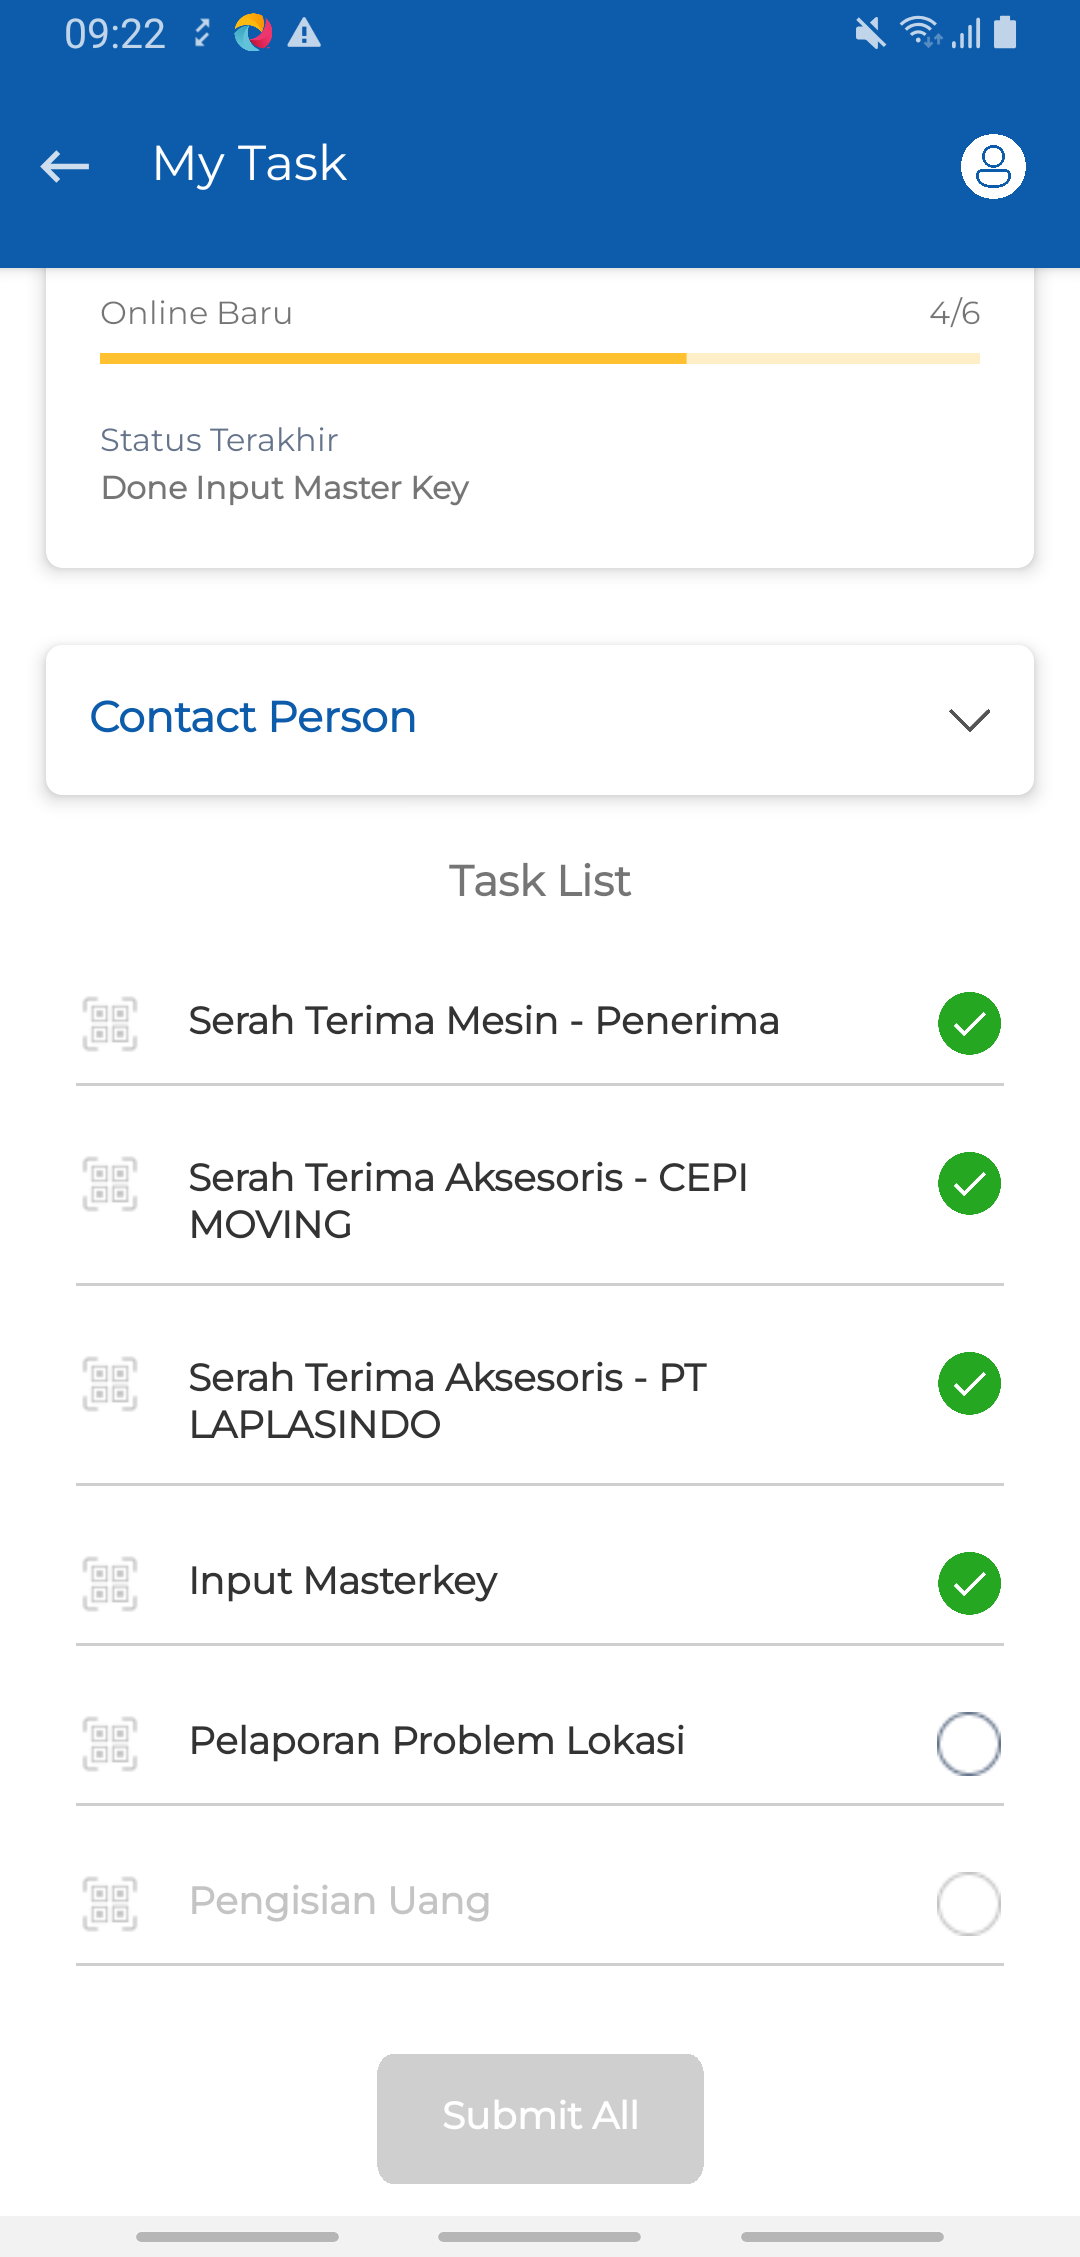 09:22
My Task
Online Baru 4/6
Status Terakhir
Done Input Master Key
Contact Person
Task List
Serah Terima Mesin - Penerima
Serah Terima Aksesoris - CEPI
MOVING
Serah Terima Aksesoris - PT
LAPLASINDO
Input Masterkey
Pelaporan Problem Lokasi
Pengisian Uang
Submit All